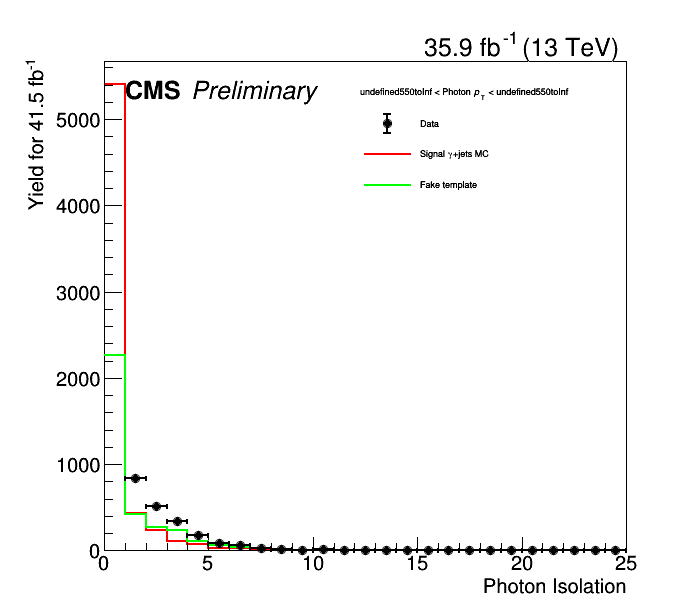 35.9 fb-1 (13 TeV)
CMS Preliminary
undefined550toInf < Photon pT < undefined550toInf
Data
Signal γ+jets MC
Fake template
Yield for 41.5 fb-1
5000
4000
3000
2000
1000
0
0 5 10 15 20 25
Photon Isolation